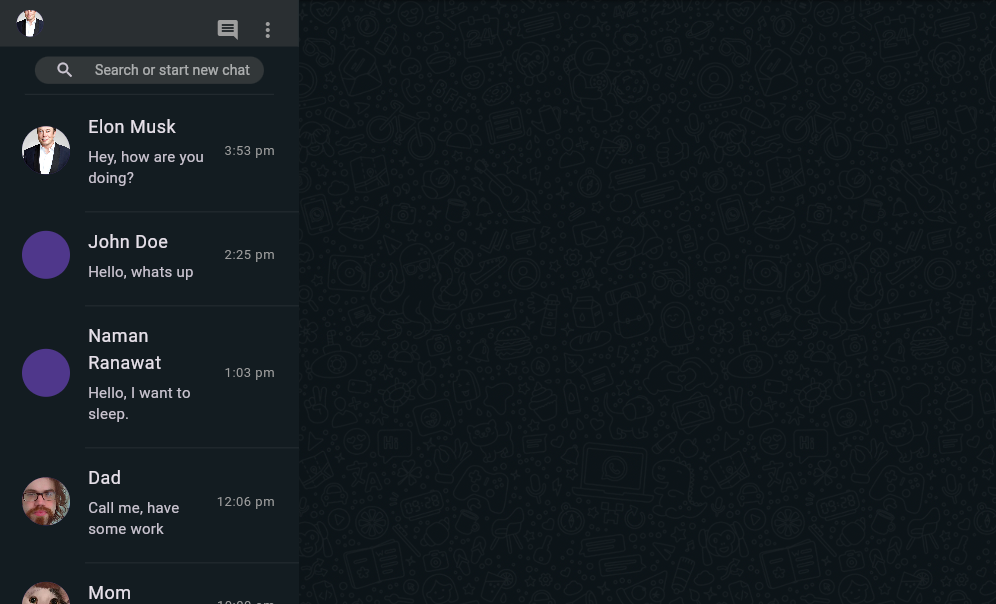 Search or start new chat
Elon Musk
Hey, how are you
doing?
3:53 pm
John Doe
Hello, whats up
2:25 pm
Naman
Ranawat
Hello, I want to
sleep.
1:03 pm
Dad
Call me, have
some work
12:06 pm
Mom